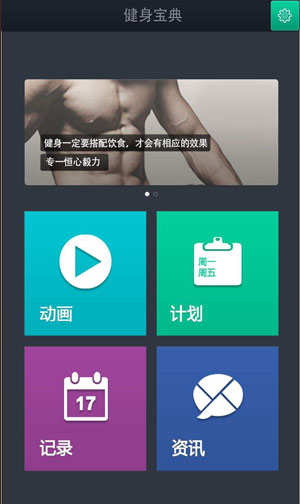 健身宝典
健身一定要搭配饮食，才会有相应的效果
专一恒心毅力
周一
周五
动画
计划
17
记录
资讯